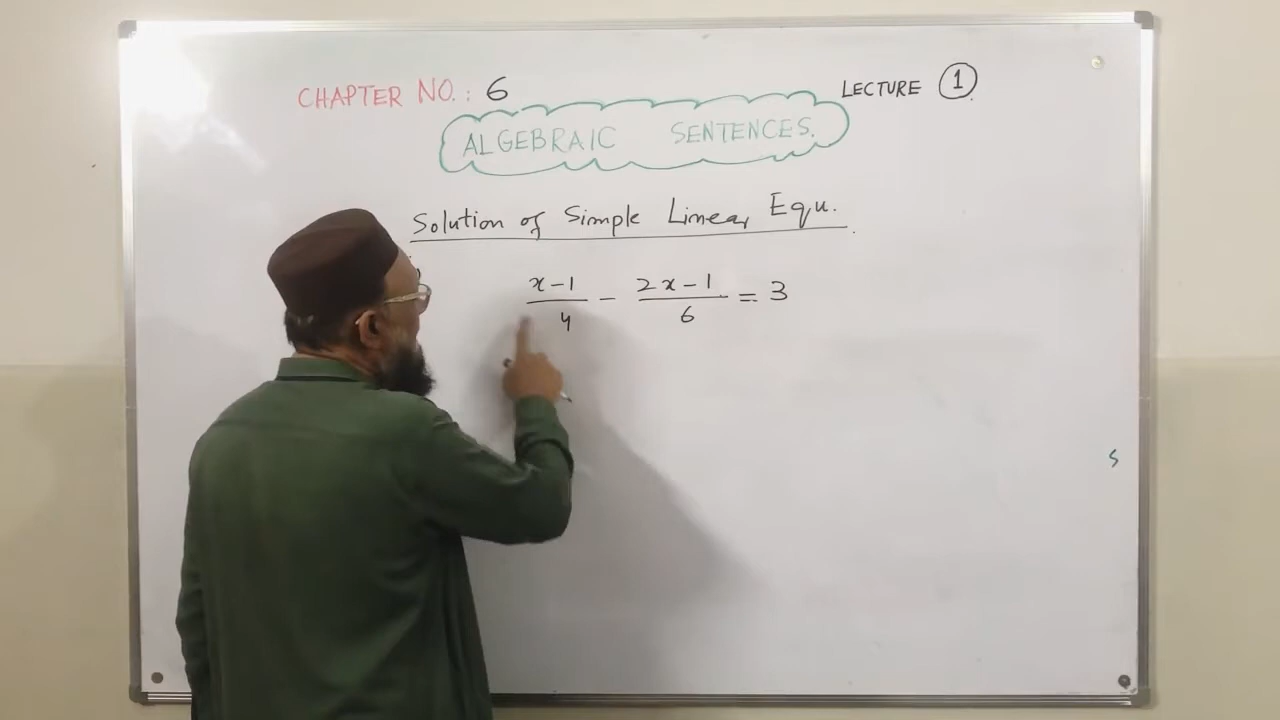 CHAPTER NO.: 6
LECTURE 1.
ALGEBRAIC SENTENCES.
Solution of Simple Linear Equ.
x-1/4 - 2x-1/6 = 3
S